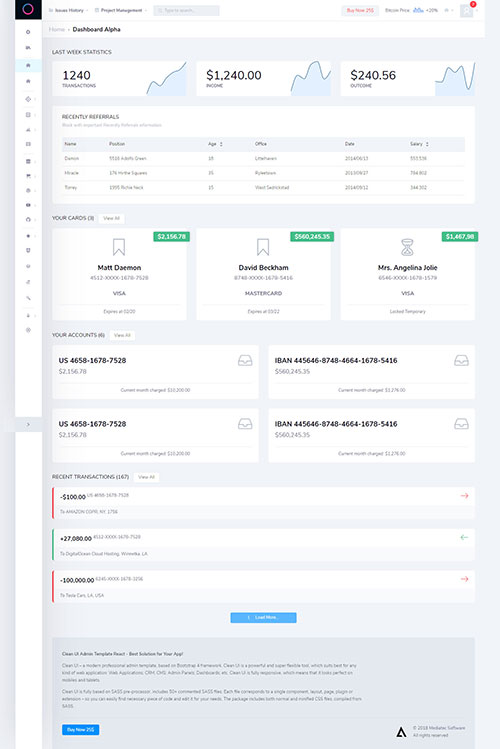 Issues History
Project Management
Type to search...
Buy Now 25$
Bitcoin Price
+20%
Home
Dashboard Alpha
LAST WEEK STATISTICS
1240
TRANSACTIONS
$1,240.00
INCOME
$240.56
OUTCOME
RECENTLY REFERRALS
Block with important Recently Referrals information
Name Position Age Office Date Salary
Damon 5516 Adolfo Green 18 Littlehaven 2014/06/13
Miracle 176 Hirthe Squares 35 Ryleetown 2013/09/27
Torrey 1995 Richie Neck 15 West Sedrickstad 2014/09/12
YOUR CARDS (3)
View All
$2,156.78
Matt Daemon
4512-XXXX-1678-7528
VISA
Expires at 02/20
$560,245.35
David Beckham
8748-XXXX-1678-5416
MASTERCARD
Expires at 03/22
$1,467,98
Mrs. Angelina Jolie
6546-XXXX-1678-1579
VISA
Locked Temporary
YOUR ACCOUNTS (6)
View All
US 4658-1678-7528
$2,156.78
Current month charged: $10,200.00
IBAN 445646-8748-4664-1678-5416
$560,245.35
Current month charged: $1,276.00
US 4658-1678-7528
$2,156.78
Current month charged: $10,200.00
IBAN 445646-8748-4664-1678-5416
$560,245.35
Current month charged: $1,276.00
RECENT TRANSACTIONS (167)
View All
-$100.00 US 4658-1678-7528
To AMAZON COPR, NY, 1756
+27,080.00 4512-XXXX-1678-7528
To DigitalOcean Cloud Hosting, Winnetka, LA
-100,000.00 6245-XXXX-1678-3256
To Tesla Cars, LA, USA
Load More...
Clean UI Admin Template React - Best Solution for Your App!
Clean UI – a modern professional admin template, based on Bootstrap 4 framework. Clean UI is a powerful and super flexible tool, which suits best for any
kind of web application: Web Applications; CRM; CMS; Admin Panels; Dashboards; etc. Clean UI is fully responsive, which means that it looks perfect on
mobiles and tablets.
Clean UI is fully based on SASS pre-processor, includes 50+ commented SASS files. Each file corresponds to a single component, layout, page, plugin or
extension – so you can easily find necessary piece of code and edit it for your needs. The package includes both normal and minified CSS files, compiled from
SASS.
Buy Now 25$
© 2018 Mediatec Software
All rights reserved